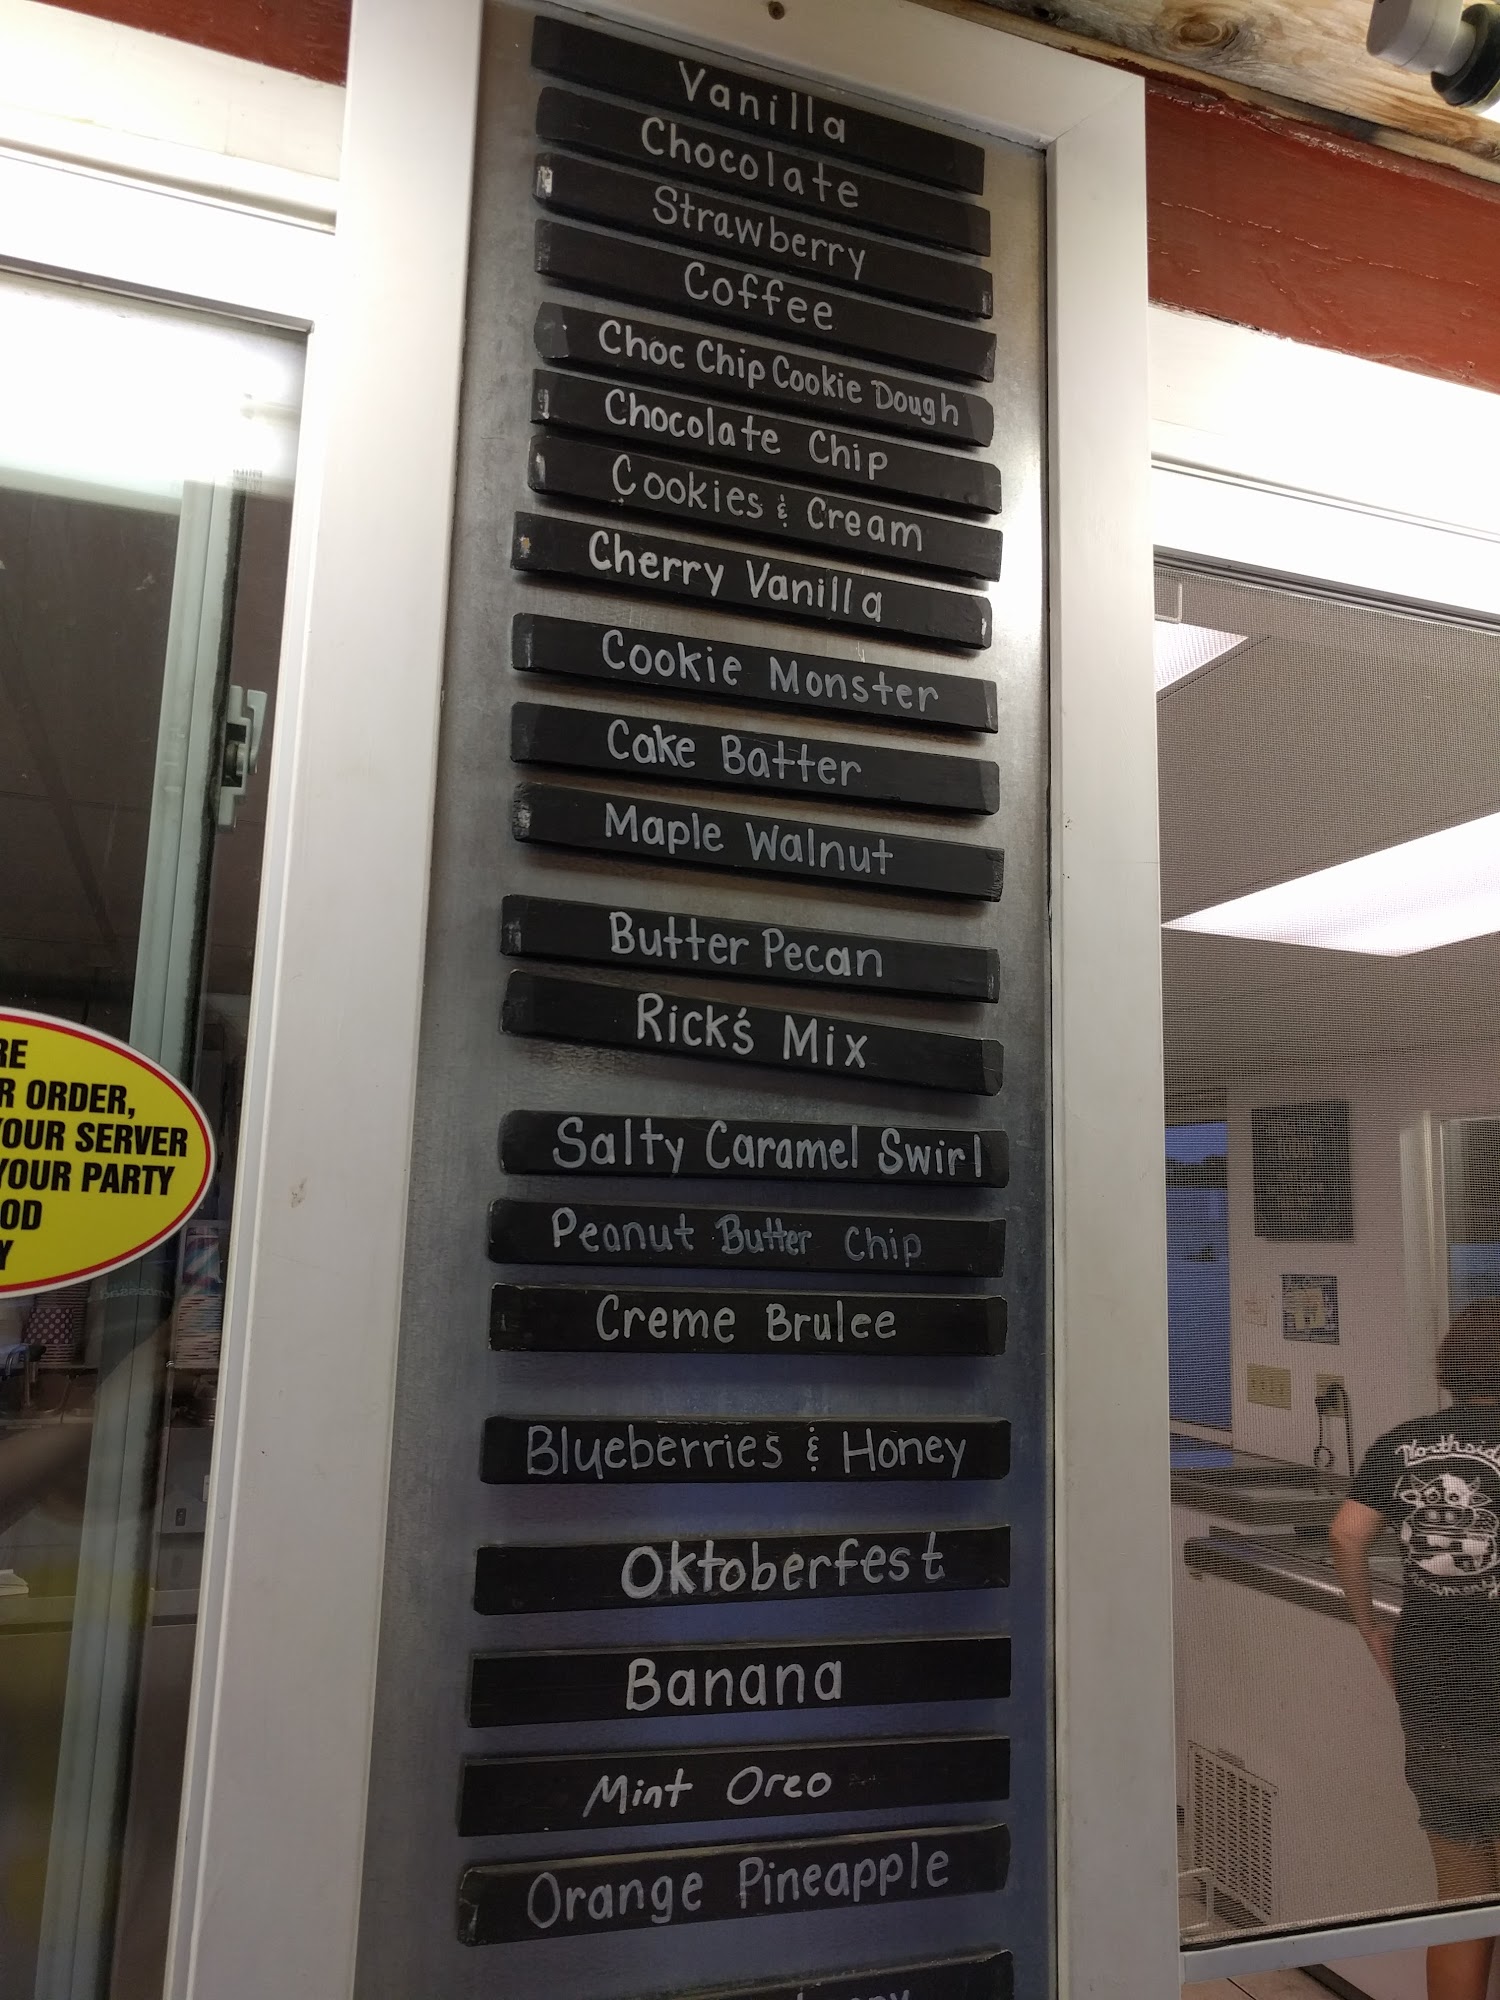 Vanilla
Chocolate
Strawberry
Coffee
Choc Chip Cookie Dough
Chocolate Chip
Cookies & Cream
Cherry Vanilla
Cookie Monster
Cake Batter
Maple Walnut
Butter Pecan
Rick's Mix
Salty Caramel Swirl
Peanut Butter Chip
Creme Brulee
Blueberries & Honey
Oktoberfest
Banana
Mint Oreo
Orange Pineapple
RE
R ORDER,
YOUR SERVER
YOUR PARTY
OD
Y
Northsid